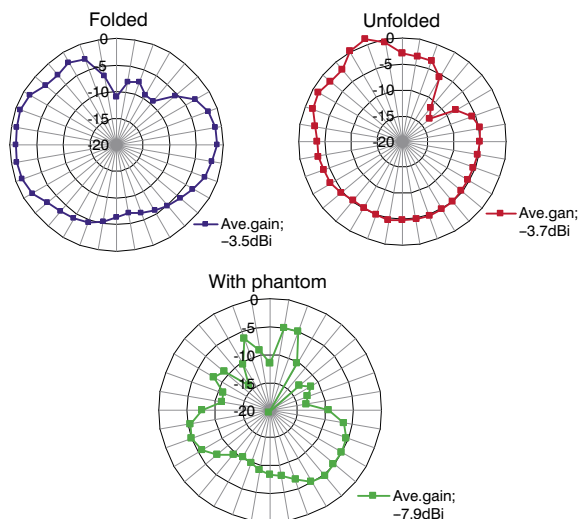 Folded
0
-5
-10
-15
-20
Ave.gain;
−3.5dBi
Unfolded
0
-5
-10
-15
-20
Ave.gan;
−3.7dBi
With phantom
0
-5
-10
-15
-20
Ave.gain;
−7.9dBi